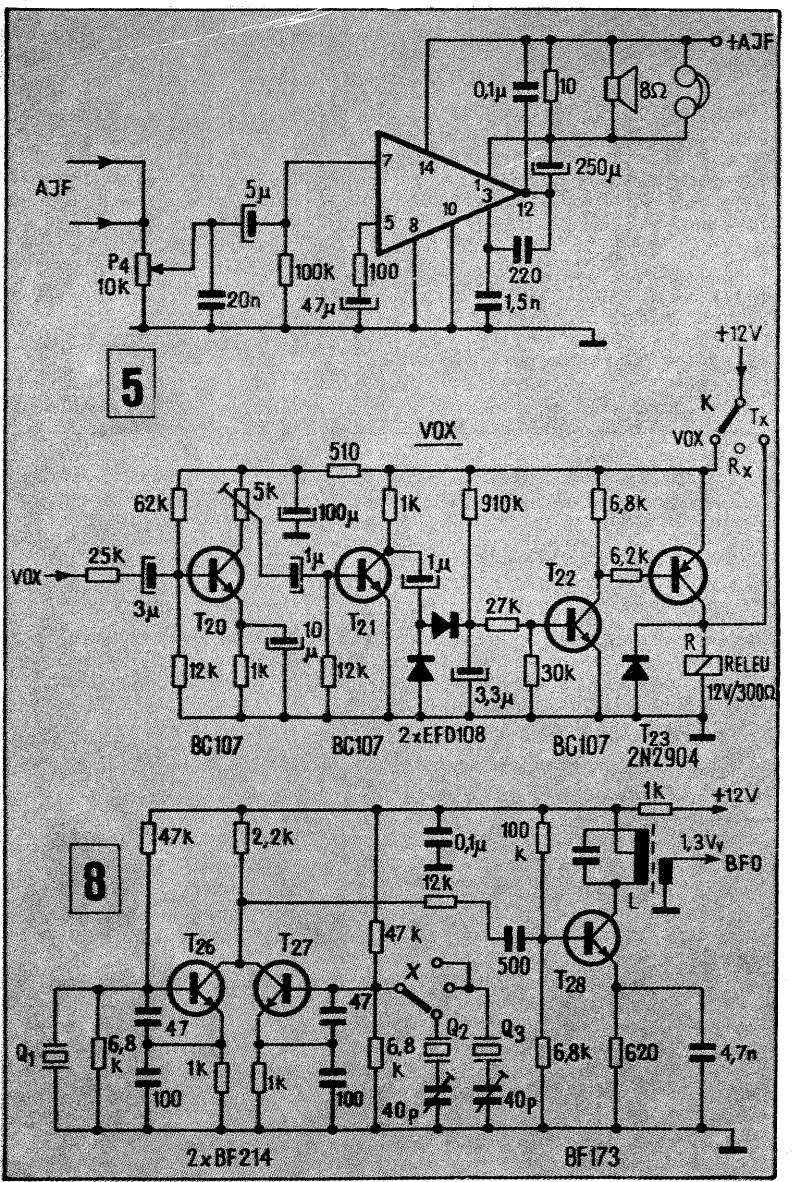 +AJF
0,1µ
10
8Ω
AJF
5µ
7
14
1
3
12
250µ
5
8
10
P4
10k
20n
100k
100
47µ
220
1,5n
5
+12V
K
Tx
VOX
Rx
VOX
510
62k
5k
100µ
1k
910k
6,8k
VOX
25k
3µ
T20
1µ
T21
1µ
27k
T22
6,2k
12k
1k
10
µ
12k
3,3µ
30k
R
RELEU
12V/300Ω
BC107
BC107
2xEFD108
BC107
T23
2N2904
8
47k
2,2k
0,1µ
100
k
1k
+12V
1,3Vv
BFO
L
12k
T26
T27
47k
X
500
T28
Q1
6,8
k
47
100
1k
1k
47
100
6,8
k
Q2
Q3
40p
40p
6,8k
620
4,7n
2xBF214
BF173